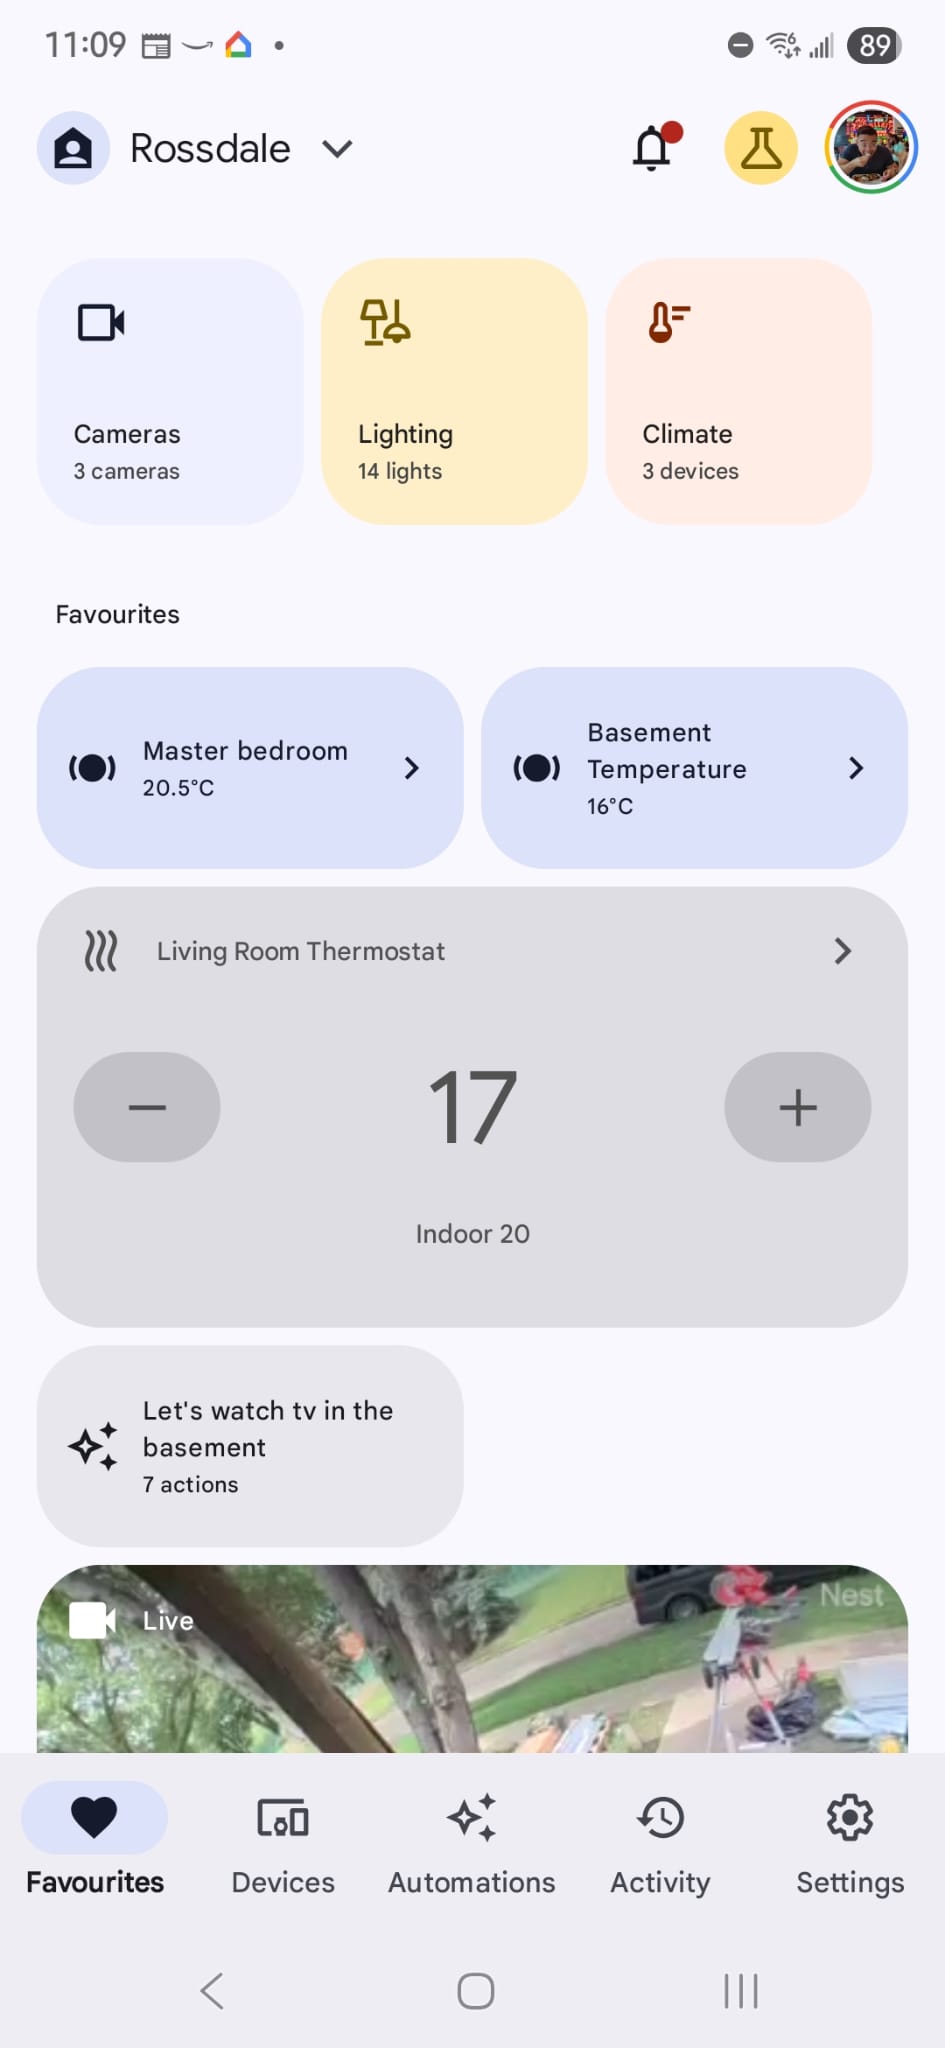 11:09
6
89
Rossdale
Cameras
3 cameras
Lighting
14 lights
Climate
3 devices
Favourites
Master bedroom
20.5°C
Basement
Temperature
16°C
Living Room Thermostat
17
Indoor 20
Let's watch tv in the
basement
7 actions
Live
Nest
Favourites
Devices
Automations
Activity
Settings